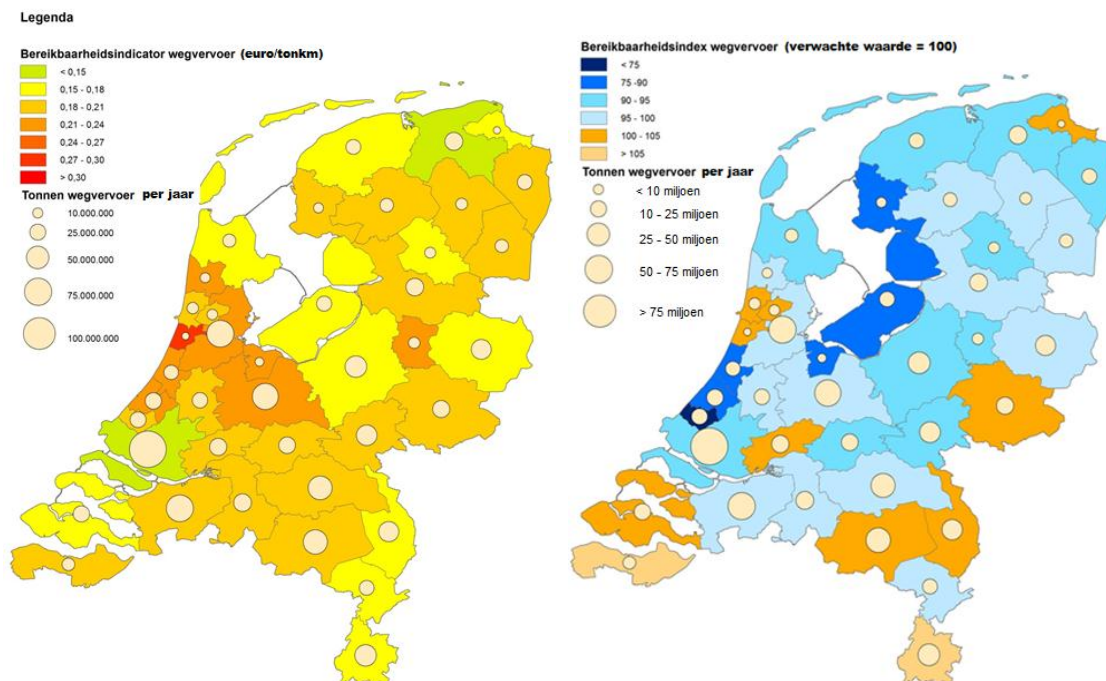 Legenda
Bereikbaarheidsindicator wegvervoer (euro/tonkm)
< 0,15
0,15 - 0,18
0,18 - 0,21
0,21 - 0,24
0,24 - 0,27
0,27 - 0,30
> 0,30
Tonnen wegvervoer per jaar
10.000.000
25.000.000
50.000.000
75.000.000
100.000.000
Bereikbaarheidsindex wegvervoer (verwachte waarde = 100)
< 75
75 -90
90 - 95
95 - 100
100 - 105
> 105
Tonnen wegvervoer per jaar
< 10 miljoen
10 - 25 miljoen
25 - 50 miljoen
50 - 75 miljoen
> 75 miljoen